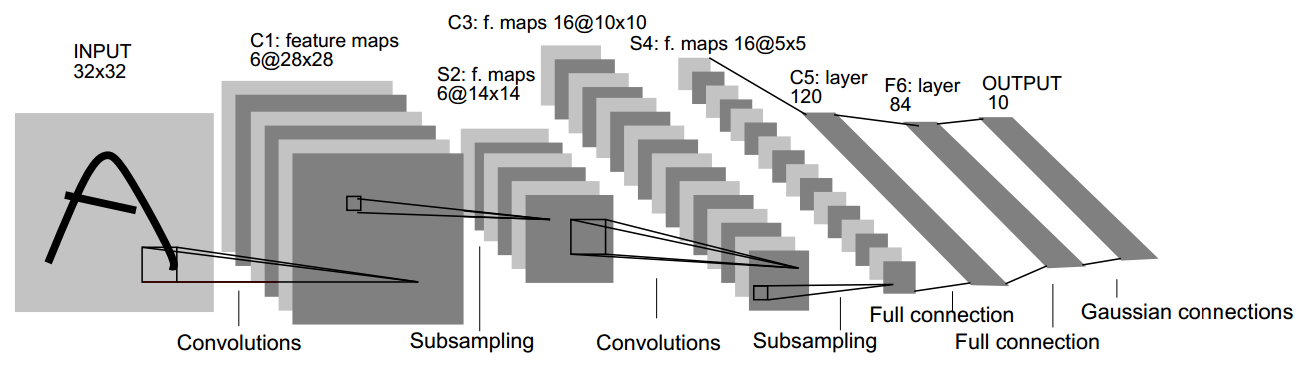 INPUT
32x32
C1: feature maps
6@28x28
S2: f. maps
6@14x14
C3: f. maps 16@10x10
S4: f. maps 16@5x5
C5: layer
120
F6: layer
84
OUTPUT
10
Convolutions
Subsampling
Convolutions
Subsampling
Full connection
Full connection
Gaussian connections